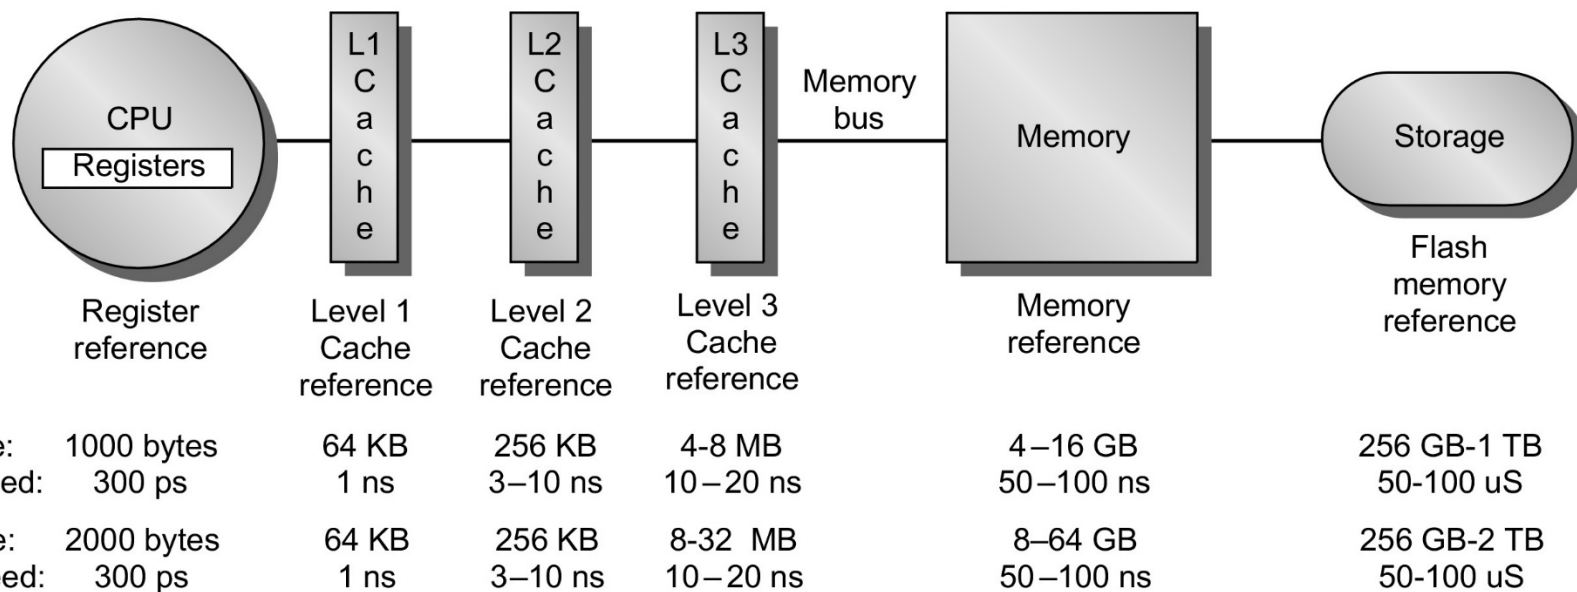 CPU
Registers
L1
Cache
L2
Cache
L3
Cache
Memory
bus
Memory
Storage
Register
reference
Level 1
Cache
reference
Level 2
Cache
reference
Level 3
Cache
reference
Memory
reference
Flash
memory
reference
e: 1000 bytes 64 KB 256 KB 4-8 MB 4–16 GB 256 GB-1 TB
ed: 300 ps 1 ns 3–10 ns 10–20 ns 50–100 ns 50-100 uS
e: 2000 bytes 64 KB 256 KB 8-32 MB 8–64 GB 256 GB-2 TB
eed: 300 ps 1 ns 3–10 ns 10–20 ns 50–100 ns 50-100 uS